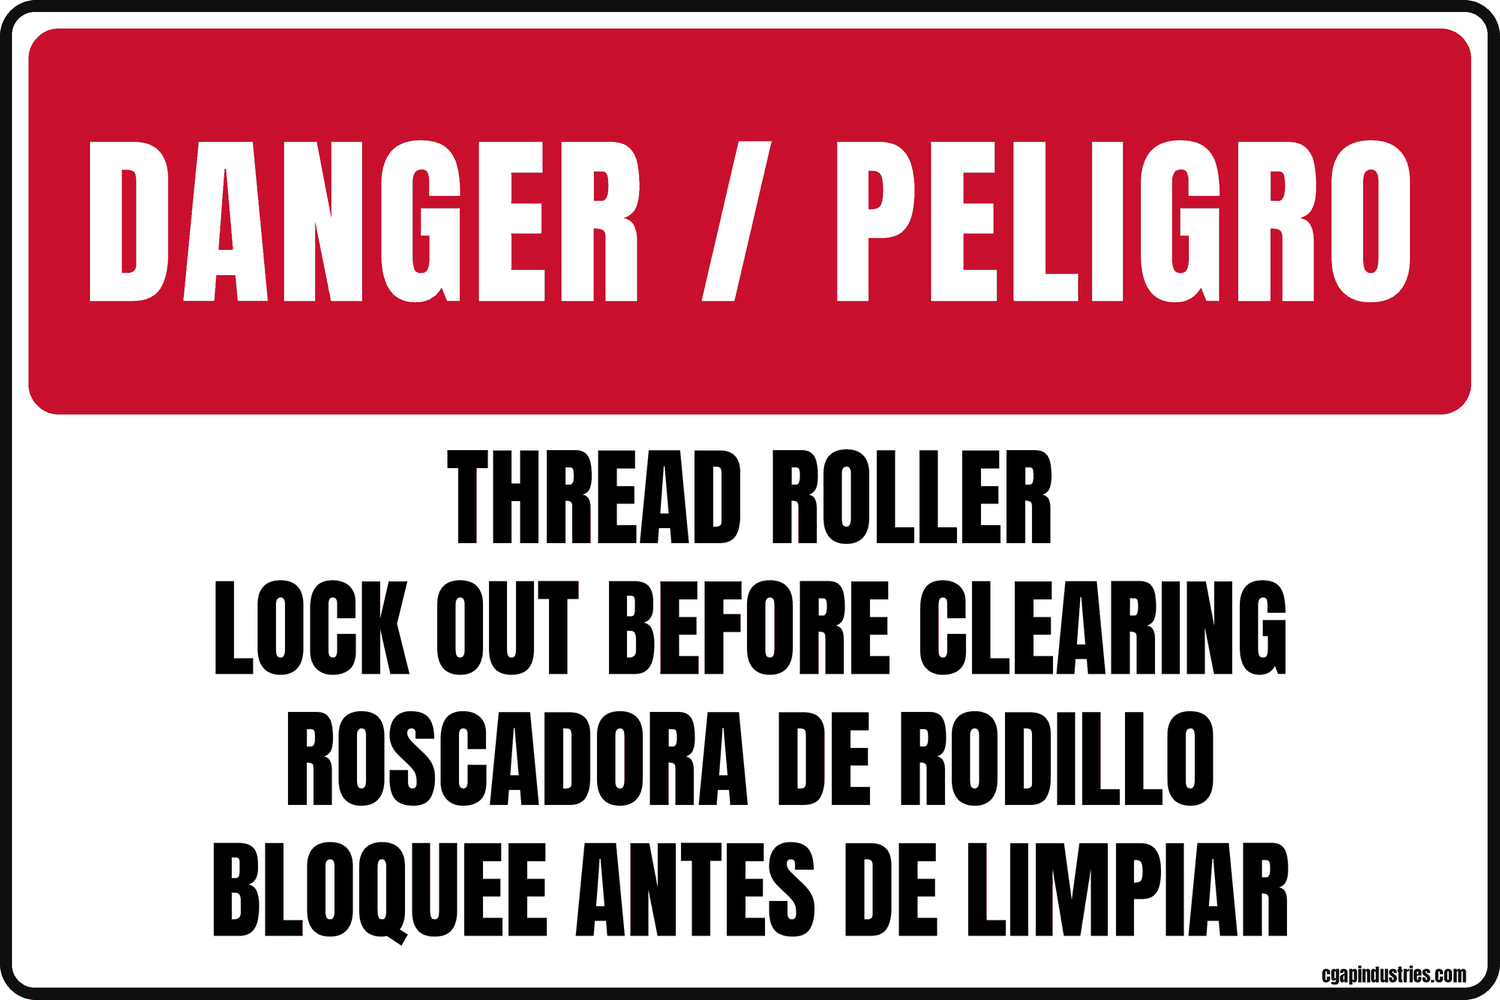 DANGER / PELIGRO
THREAD ROLLER
LOCK OUT BEFORE CLEARING
ROSCADORA DE RODILLO
BLOQUEE ANTES DE LIMPIAR
cgapindustries.com